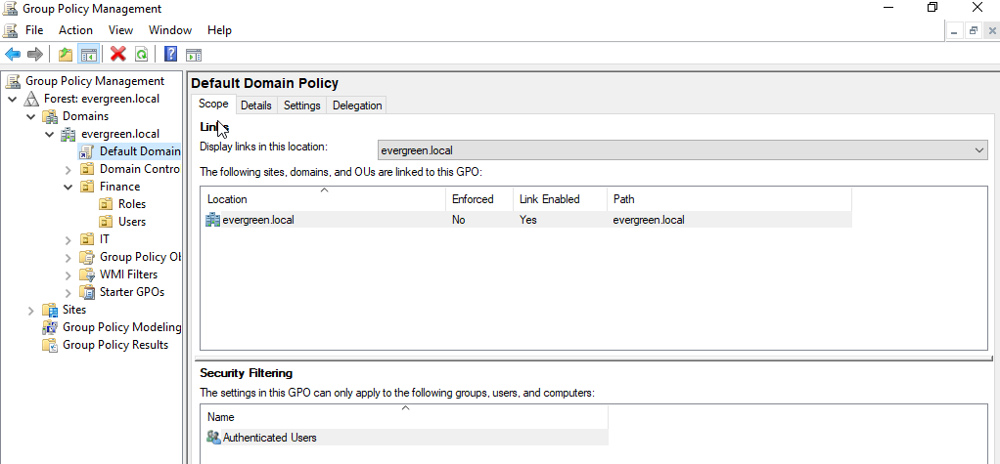 Group Policy Management
File Action View Window Help
Group Policy Management
Forest: evergreen.local
Domains
evergreen.local
Default Domain
Domain Contro
Finance
Roles
Users
IT
Group Policy Ob
WMI Filters
Starter GPOs
Sites
Group Policy Modeling
Group Policy Results
Default Domain Policy
Scope Details Settings Delegation
Links
Display links in this location: evergreen.local
The following sites, domains, and OUs are linked to this GPO:
Location Enforced Link Enabled Path
evergreen.local No Yes evergreen.local
Security Filtering
The settings in this GPO can only apply to the following groups, users, and computers:
Name
Authenticated Users